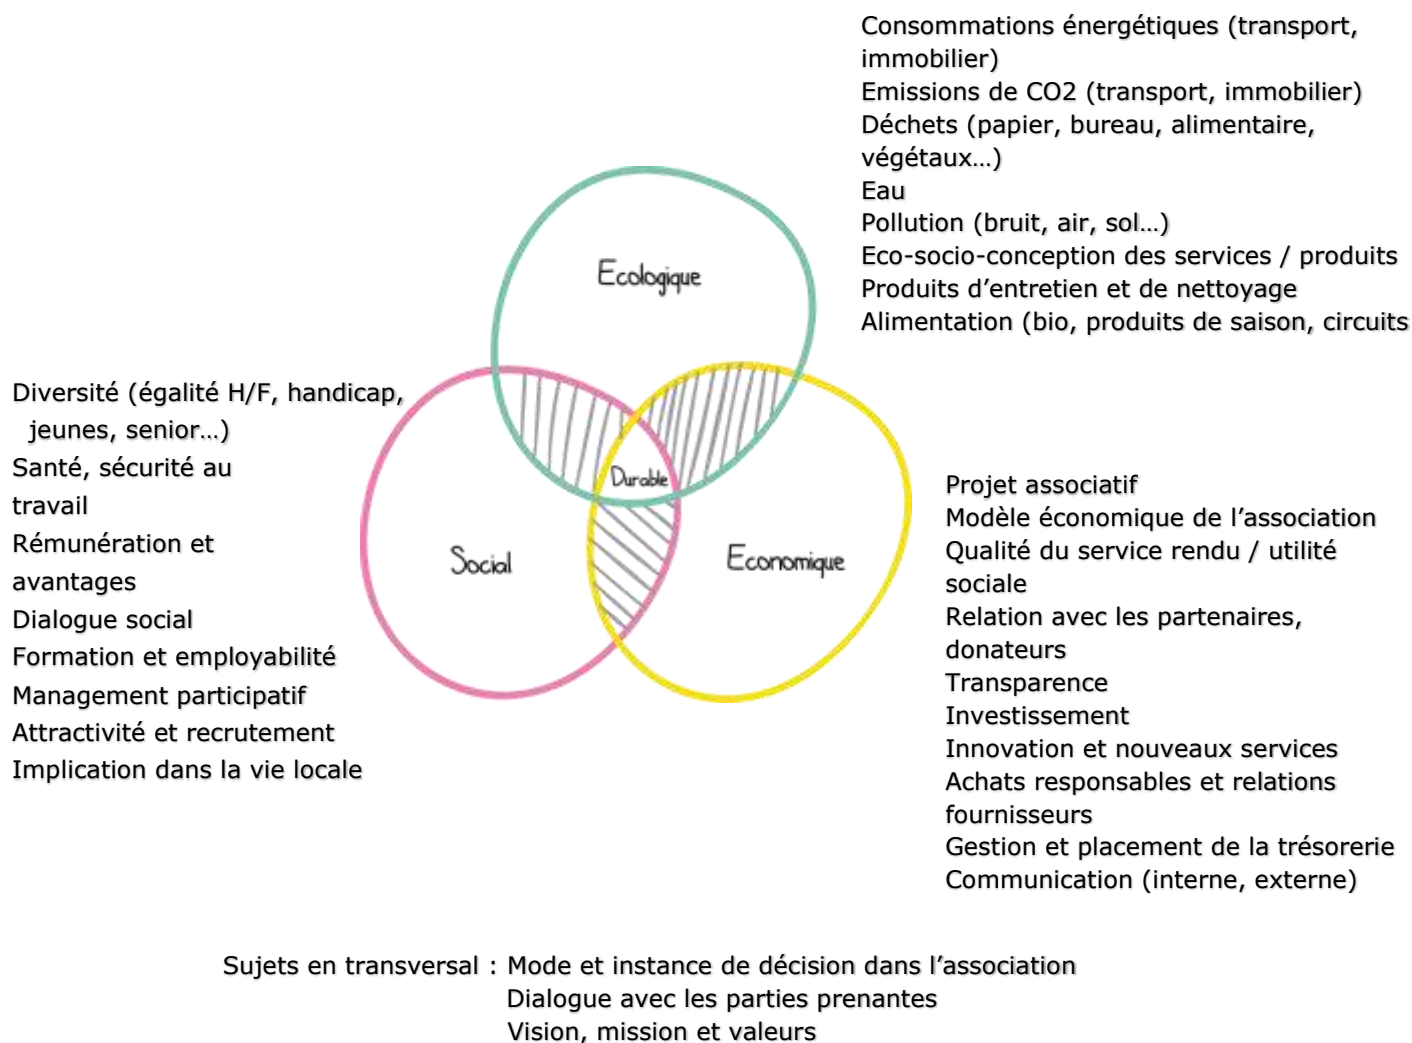 Consommations énergétiques (transport,
immobilier)
Emissions de CO2 (transport, immobilier)
Déchets (papier, bureau, alimentaire,
végétaux...)
Eau
Pollution (bruit, air, sol...)
Eco-socio-conception des services / produits
Produits d’entretien et de nettoyage
Alimentation (bio, produits de saison, circuits
Ecologique
Durable
Social
Economique
Diversité (égalité H/F, handicap,
jeunes, senior...)
Santé, sécurité au
travail
Rémunération et
avantages
Dialogue social
Formation et employabilité
Management participatif
Attractivité et recrutement
Implication dans la vie locale
Projet associatif
Modèle économique de l’association
Qualité du service rendu / utilité
sociale
Relation avec les partenaires,
donateurs
Transparence
Investissement
Innovation et nouveaux services
Achats responsables et relations
fournisseurs
Gestion et placement de la trésorerie
Communication (interne, externe)
Sujets en transversal : Mode et instance de décision dans l’association
Dialogue avec les parties prenantes
Vision, mission et valeurs